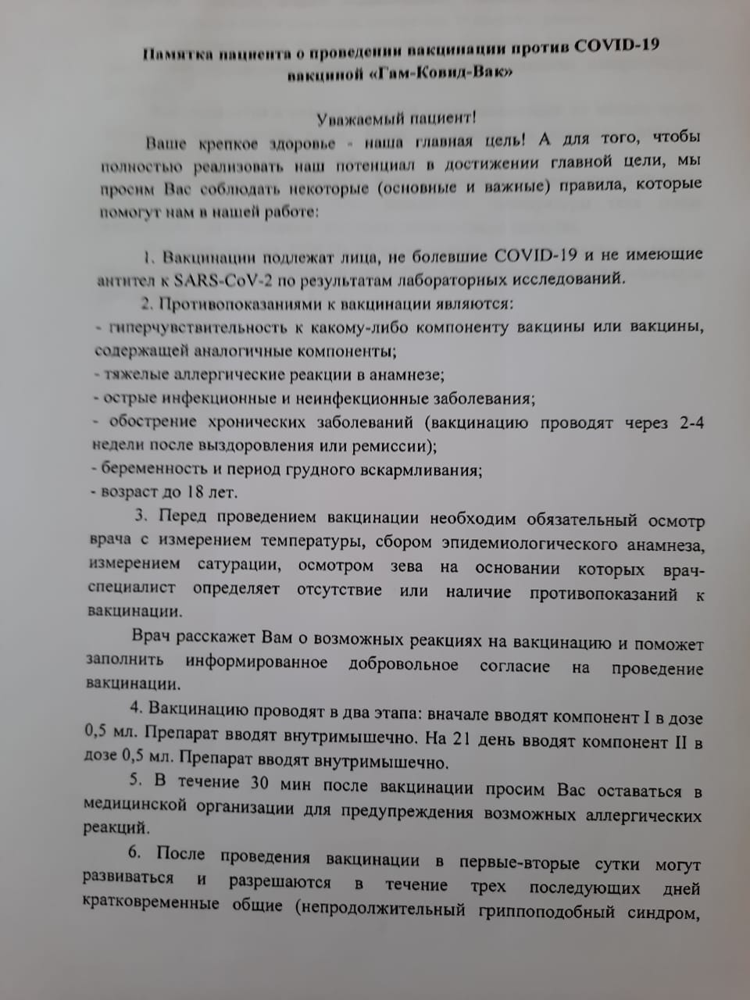 Памятка пациента о проведении вакцинации против COVID-19
вакциной «Гам-Ковид-Вак»
Уважаемый пациент!
Ваше крепкое здоровье - наша главная цель! А для того, чтобы
полностью реализовать наш потенциал в достижении главной цели, мы
просим Вас соблюдать некоторые (основные и важные) правила, которые
помогут нам в нашей работе:
1. Вакцинации подлежат лица, не болевшие COVID-19 и не имеющие
антител к SARS-CoV-2 по результатам лабораторных исследований.
2. Противопоказаниями к вакцинации являются:
- гиперчувствительность к какому-либо компоненту вакцины или вакцины,
содержащей аналогичные компоненты;
- тяжелые аллергические реакции в анамнезе;
- острые инфекционные и неинфекционные заболевания;
- обострение хронических заболеваний (вакцинацию проводят через 2-4
недели после выздоровления или ремиссии);
- беременность и период грудного вскармливания;
- возраст до 18 лет.
3. Перед проведением вакцинации необходим обязательный осмотр
врача с измерением температуры, сбором эпидемиологического анамнеза,
измерением сатурации, осмотром зева на основании которых врач-
специалист определяет отсутствие или наличие противопоказаний к
вакцинации.
Врач расскажет Вам о возможных реакциях на вакцинацию и поможет
заполнить информированное добровольное согласие на проведение
вакцинации.
4. Вакцинацию проводят в два этапа: вначале вводят компонент I в дозе
0,5 мл. Препарат вводят внутримышечно. На 21 день вводят компонент II в
дозе 0,5 мл. Препарат вводят внутримышечно.
5. В течение 30 мин после вакцинации просим Вас оставаться в
медицинской организации для предупреждения возможных аллергических
реакций.
6. После проведения вакцинации в первые-вторые сутки могут
развиваться и разрешаются в течение трех последующих дней
кратковременные общие (непродолжительный гриппоподобный синдром,